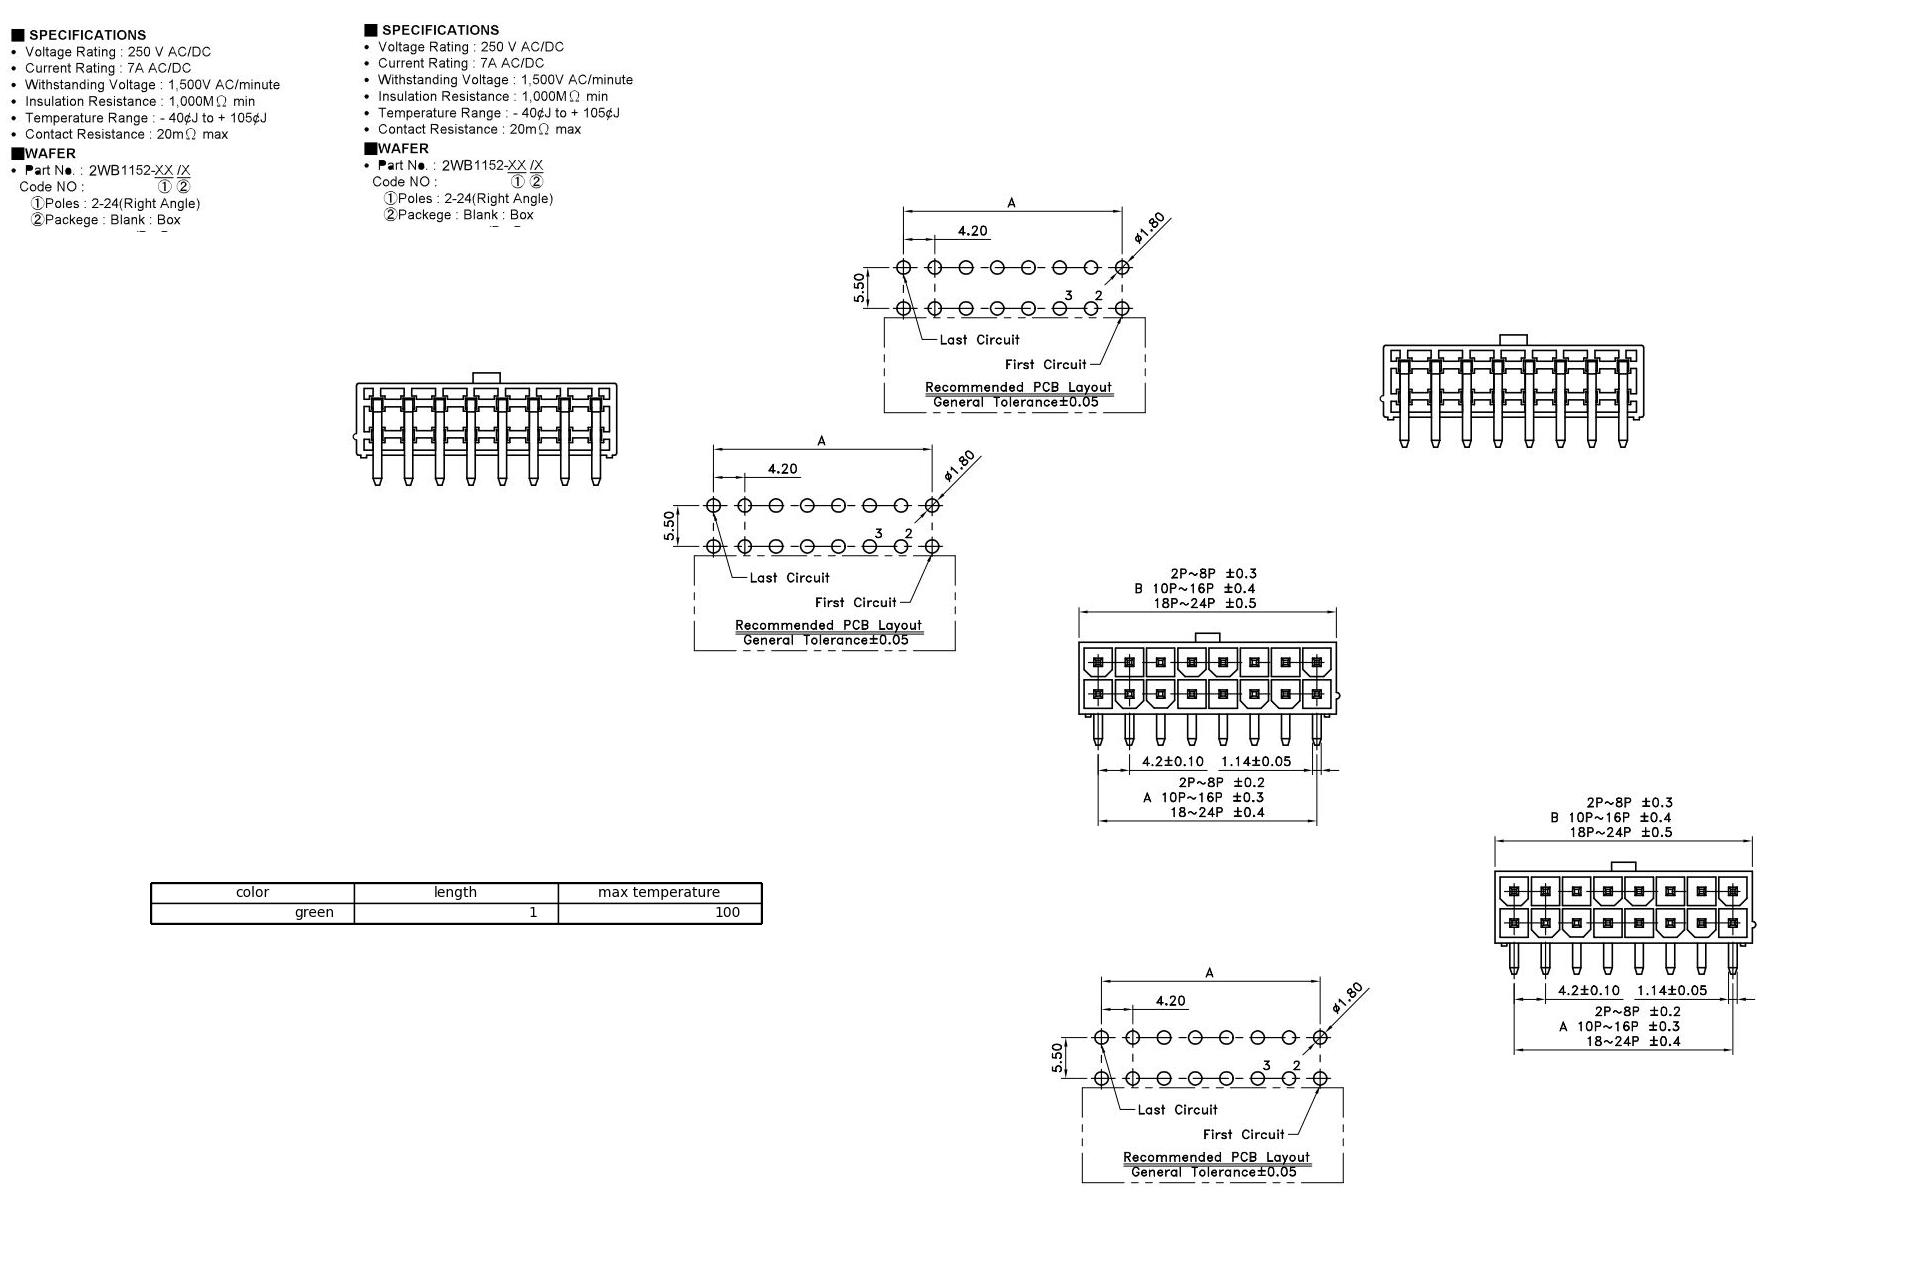 ■ SPECIFICATIONS
• Voltage Rating : 250 V AC/DC
• Current Rating : 7A AC/DC
• Withstanding Voltage : 1,500V AC/minute
• Insulation Resistance : 1,000MΩ min
• Temperature Range : - 40¢J to + 105¢J
• Contact Resistance : 20mΩ max
■WAFER
• Part No. : 2WB1152-XX /X
Code NO : ① ②
①Poles : 2-24(Right Angle)
②Packege : Blank : Box
■ SPECIFICATIONS
• Voltage Rating : 250 V AC/DC
• Current Rating : 7A AC/DC
• Withstanding Voltage : 1,500V AC/minute
• Insulation Resistance : 1,000MΩ min
• Temperature Range : - 40¢J to + 105¢J
• Contact Resistance : 20mΩ max
■WAFER
• Part No. : 2WB1152-XX /X
Code NO : ① ②
①Poles : 2-24(Right Angle)
②Packege : Blank : Box
A
4.20
ø1.80
5.50
3 2
Last Circuit
First Circuit
Recommended PCB Layout
General Tolerance±0.05
A
4.20
ø1.80
5.50
3 2
Last Circuit
First Circuit
Recommended PCB Layout
General Tolerance±0.05
2P~8P ±0.3
B 10P~16P ±0.4
18P~24P ±0.5
4.2±0.10 1.14±0.05
2P~8P ±0.2
A 10P~16P ±0.3
18~24P ±0.4
2P~8P ±0.3
B 10P~16P ±0.4
18P~24P ±0.5
4.2±0.10 1.14±0.05
2P~8P ±0.2
A 10P~16P ±0.3
18~24P ±0.4
color length max temperature
green 1 100
A
4.20
ø1.80
5.50
3 2
Last Circuit
First Circuit
Recommended PCB Layout
General Tolerance±0.05